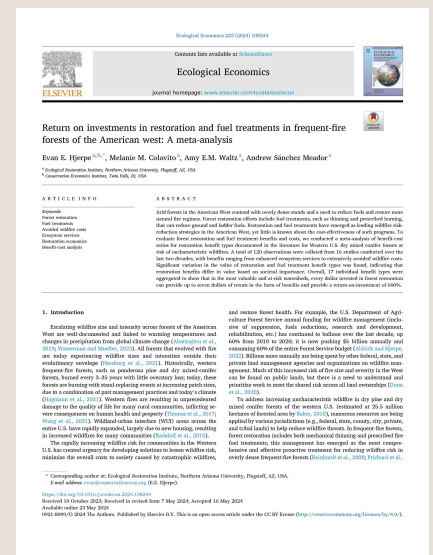 Ecological Economics 223 (2024) 108244
Contents lists available at ScienceDirect
Ecological Economics
journal homepage: www.elsevier.com/locate/ecolecon
ELSEVIER
Return on investments in restoration and fuel treatments in frequent-fire
forests of the American west: A meta-analysis
Evan E. Hjerpe a,b,*, Melanie M. Colavito a, Amy E.M. Waltz a, Andrew Sánchez Meador a
a Ecological Restoration Institute, Northern Arizona University, Flagstaff, AZ, USA
b Conservation Economics Institute, Twin Falls, ID, USA
ARTICLE INFO
Keywords:
Forest restoration
Fuel treatments
Avoided wildfire costs
Ecosystem services
Restoration economics
Benefit-cost analysis
ABSTRACT
Arid forests in the American West contend with overly dense stands and a need to reduce fuels and restore more
natural fire regimes. Forest restoration efforts include fuel treatments, such as thinning and prescribed burning,
that can reduce ground and ladder fuels. Restoration and fuel treatments have emerged as leading wildfire risk-
reduction strategies in the American West, yet little is known about the cost-effectiveness of such programs. To
evaluate forest restoration and fuel treatment benefits and costs, we conducted a meta-analysis of benefit-cost
ratios for restoration benefit types documented in the literature for Western U.S. dry mixed conifer forests at
risk of uncharacteristic wildfires. A total of 120 observations were collated from 16 studies conducted over the
last two decades, with benefits ranging from enhanced ecosystem services to extensively avoided wildfire costs.
Significant variation in the value of restoration and fuel treatment benefit types was found, indicating that
restoration benefits differ in value based on societal importance. Overall, 17 individual benefit types were
aggregated to show that in the most valuable and at-risk watersheds, every dollar invested in forest restoration
can provide up to seven dollars of return in the form of benefits and provide a return-on-investment of 600%.
1. Introduction
Escalating wildfire size and intensity across forests of the American
West are well-documented and linked to warming temperatures and
changes in precipitation from global climate change (Abatzoglou et al.,
2019; Wasserman and Mueller, 2023). All forests that evolved with fire
are today experiencing wildfire sizes and intensities outside their
evolutionary envelope (Hessburg et al., 2021). Historically, western
frequent-fire forests, such as ponderosa pine and dry mixed-conifer
forests, burned every 3–35 years with little overstory loss; today, these
forests are burning with stand-replacing events at increasing patch sizes,
due to a combination of past management practices and today's climate
(Hagmann et al., 2021). Western fires are resulting in unprecedented
damage to the quality of life for many rural communities, inflicting se-
vere consequences on human health and property (Thomas et al., 2017;
Wang et al., 2021). Wildland-urban interface (WUI) areas across the
entire U.S. have rapidly expanded, largely due to new housing, resulting
in increased wildfires for many communities (Radeloff et al., 2018).
The rapidly increasing wildfire risk for communities in the Western
U.S. has created urgency for developing solutions to lessen wildfire risk,
minimize the overall costs to society caused by catastrophic wildfires,
and restore forest health. For example, the U.S. Department of Agri-
culture Forest Service annual funding for wildfire management (inclu-
sive of suppression, fuels reductions, research and development,
rehabilitation, etc.) has continued to balloon over the last decade, up
60% from 2010 to 2020; it is now pushing $5 billion annually and
consuming 60% of the entire Forest Service budget (Aldrich and Hjerpe,
2022). Billions more annually are being spent by other federal, state, and
private land management agencies and organizations on wildfire man-
agement. Much of this increased risk of fire size and severity in the West
can be found on public lands, but there is a need to understand and
prioritize work to meet the shared risk across all land ownerships (Dunn
et al., 2020).
To address increasing uncharacteristic wildfire in dry pine and dry
mixed conifer forests of the western U.S. (estimated at 25.5 million
hectares of forested area by Baker, 2015), numerous resources are being
applied by various jurisdictions (e.g., federal, state, county, city, private,
and tribal lands) to help reduce wildfire threats. In frequent-fire forests,
forest restoration includes both mechanical thinning and prescribed fire
fuel treatments; this management has emerged as the most compre-
hensive and effective proactive treatment for reducing wildfire risk in
overly dense frequent-fire forests (Reinhardt et al., 2008; Prichard et al.,
* Corresponding author at: Ecological Restoration Institute, Northern Arizona University, Flagstaff, AZ, USA.
E-mail address: evan@conservationecon.org (E.E. Hjerpe).
https://doi.org/10.1016/j.ecolecon.2024.108244
Received 10 October 2023; Received in revised form 7 May 2024; Accepted 16 May 2024
Available online 23 May 2024
0921-8009/© 2024 The Authors. Published by Elsevier B.V. This is an open access article under the CC BY license (http://creativecommons.org/licenses/by/4.0/).